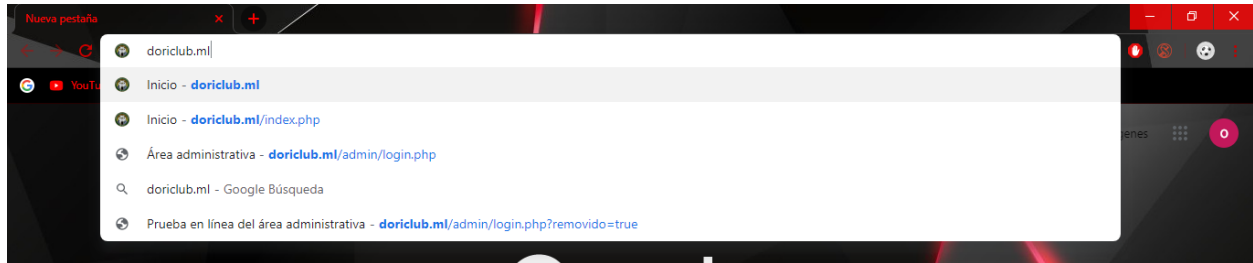 Nueva pestaña
doriclub.ml
YouTu
Inicio - doriclub.ml
Inicio - doriclub.ml/index.php
Área administrativa - doriclub.ml/admin/login.php
enes
O
doriclub.ml - Google Búsqueda
Prueba en línea del área administrativa - doriclub.ml/admin/login.php?removido=true